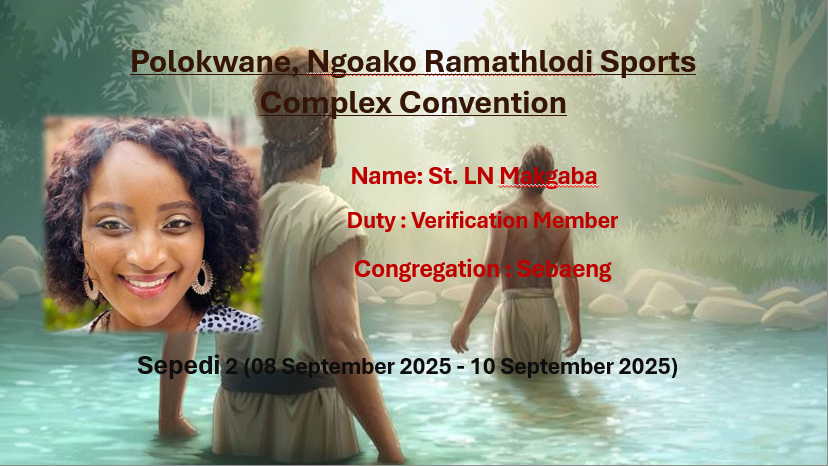 Polokwane, Ngoako Ramathlodi Sports
Complex Convention
Name: St. LN Makgaba
Duty : Verification Member
Congregation : Sebaeng
Sepedi 2 (08 September 2025 - 10 September 2025)